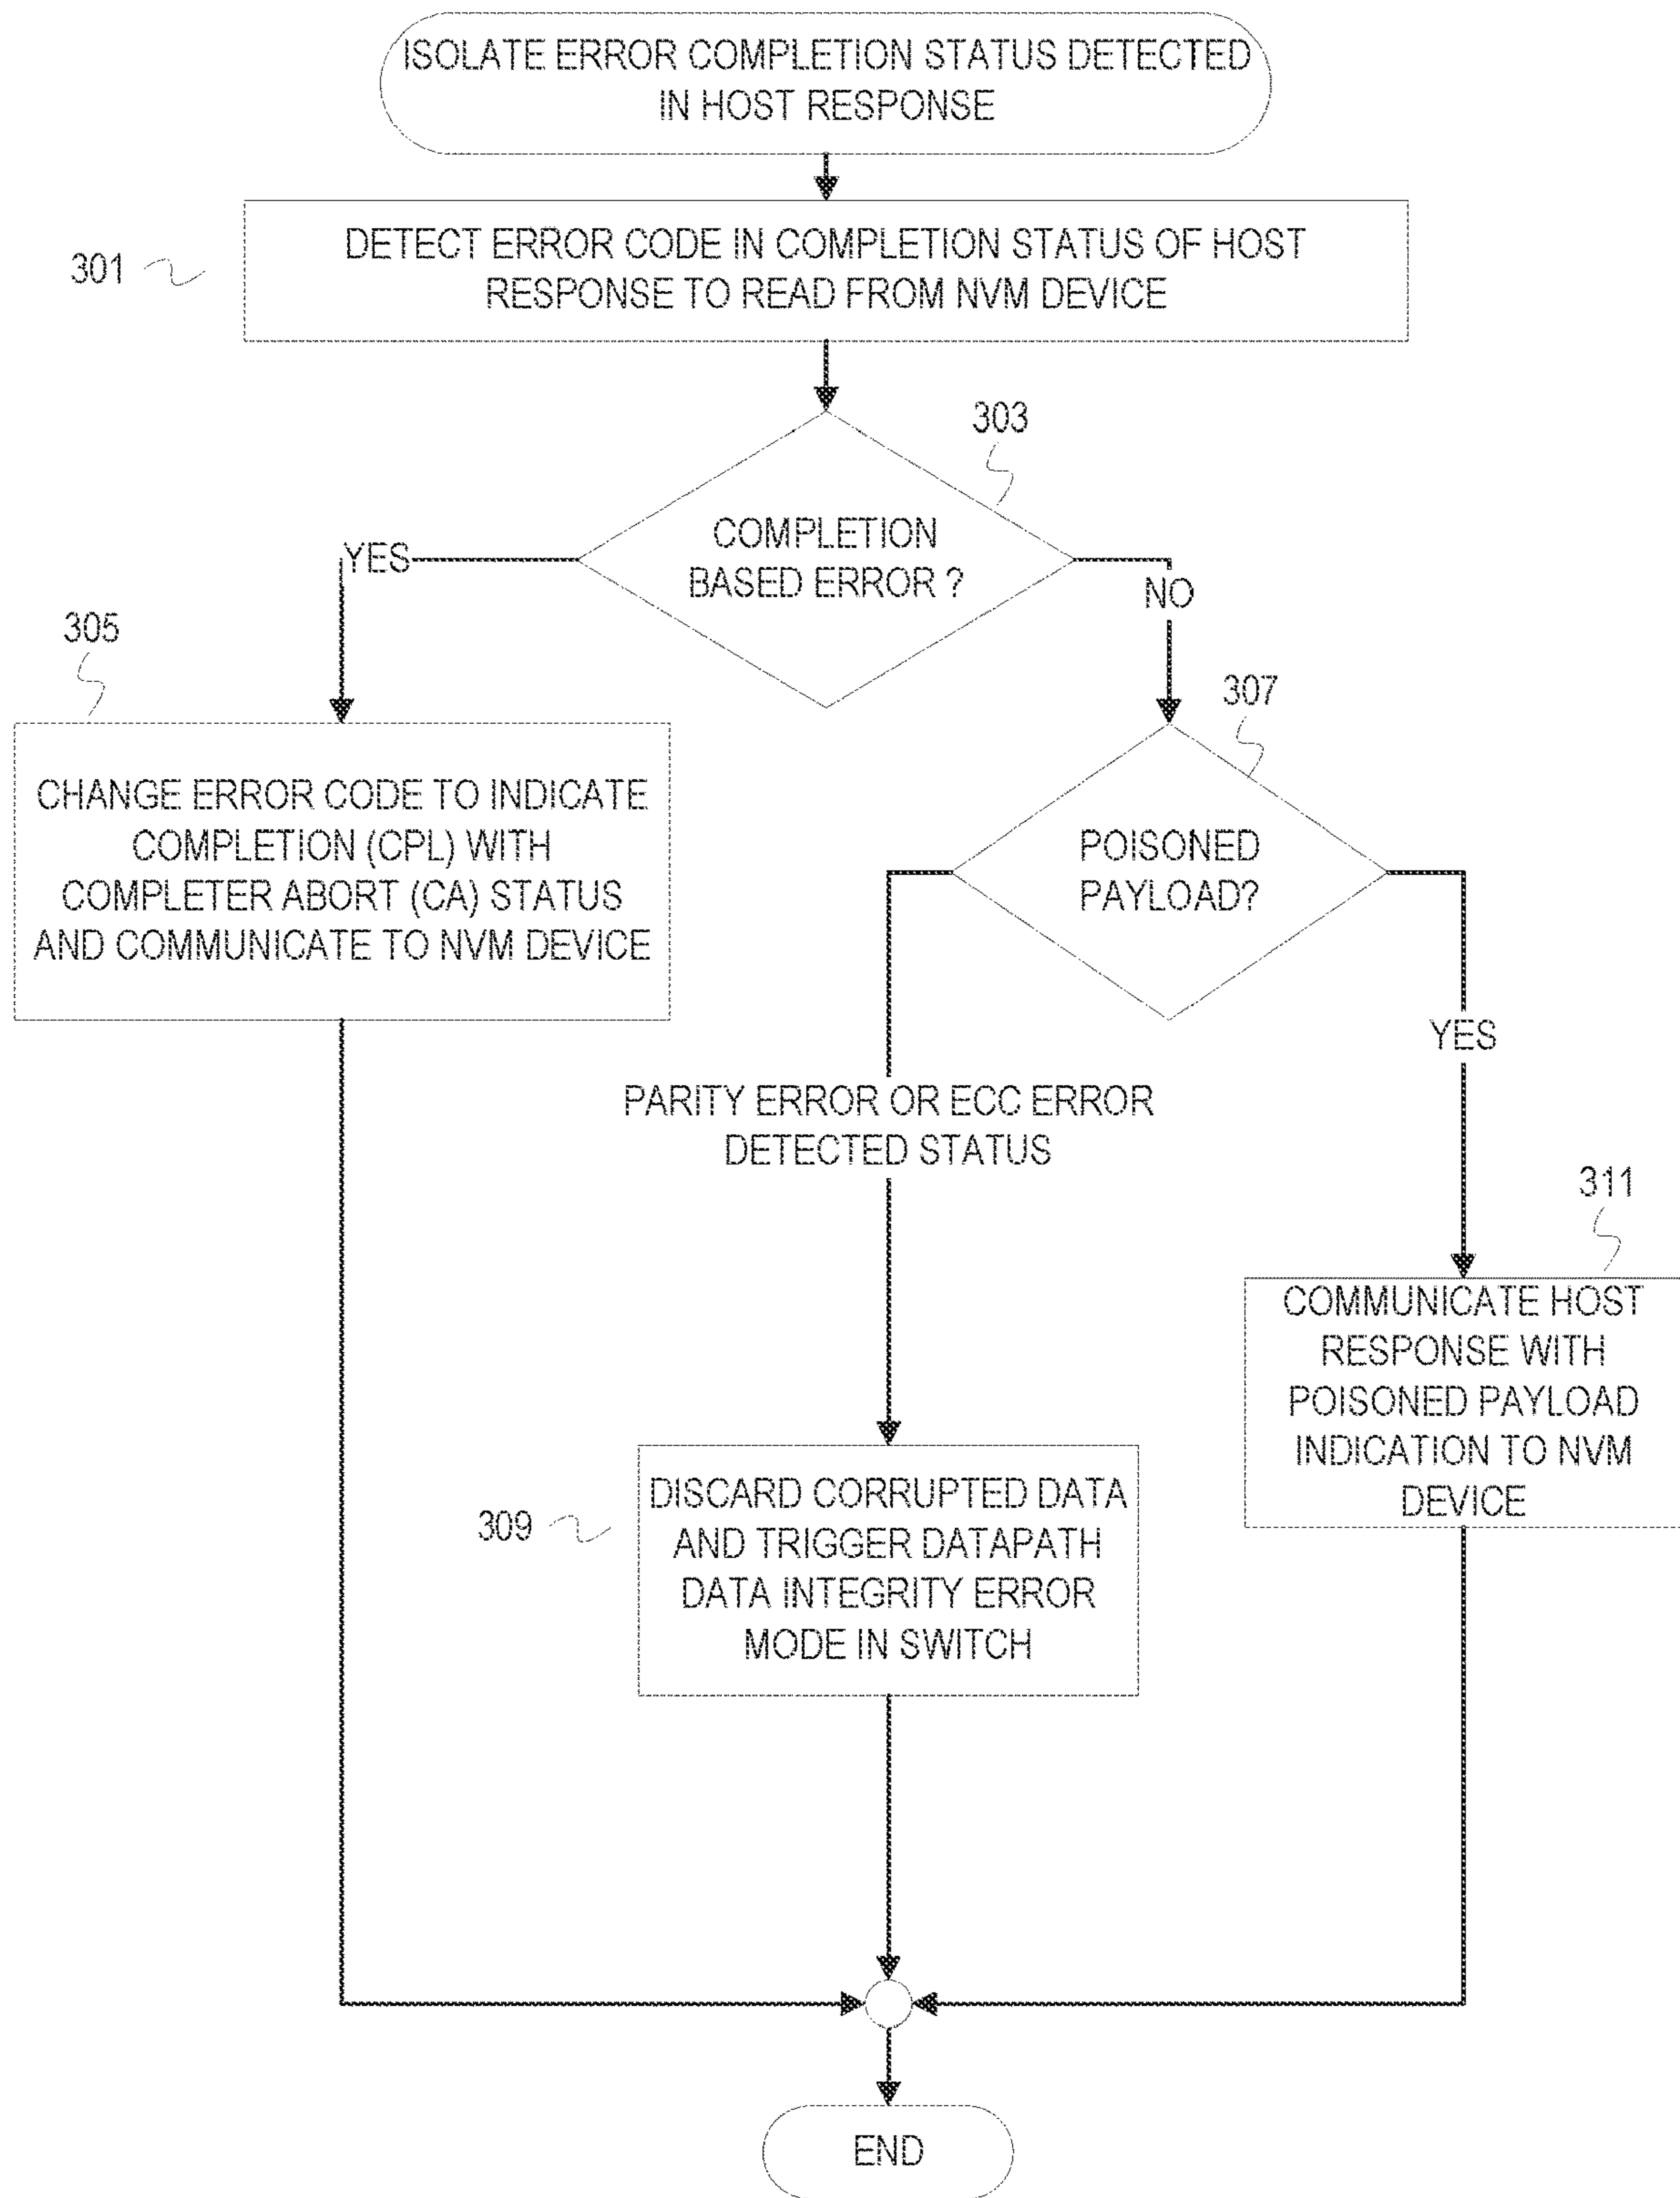 ISOLATE ERROR COMPLETION STATUS DETECTED
IN HOST RESPONSE
301
DETECT ERROR CODE IN COMPLETION STATUS OF HOST
RESPONSE TO READ FROM NVM DEVICE
303
COMPLETION
BASED ERROR ?
YES
NO
305
CHANGE ERROR CODE TO INDICATE
COMPLETION (CPL) WITH
COMPLETER ABORT (CA) STATUS
AND COMMUNICATE TO NVM DEVICE
307
POISONED
PAYLOAD?
PARITY ERROR OR ECC ERROR
DETECTED STATUS
YES
309
DISCARD CORRUPTED DATA
AND TRIGGER DATAPATH
DATA INTEGRITY ERROR
MODE IN SWITCH
311
COMMUNICATE HOST
RESPONSE WITH
POISONED PAYLOAD
INDICATION TO NVM
DEVICE
END